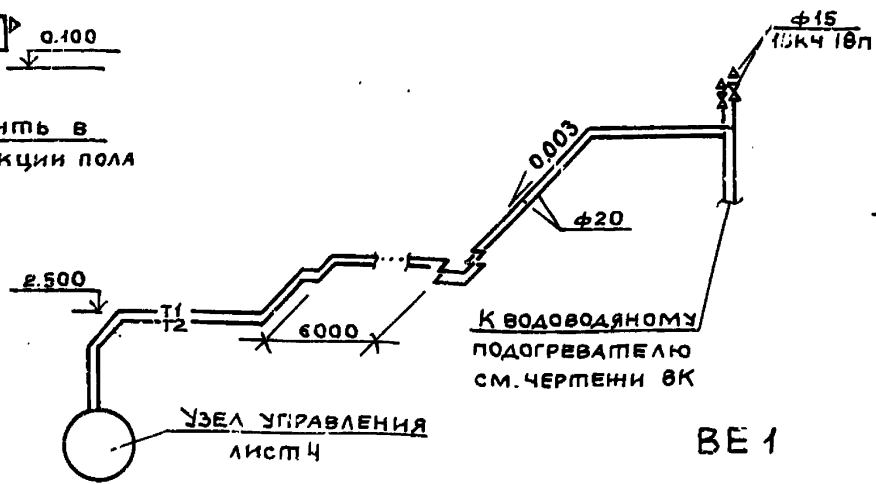 0.100
ф15
15кч 18п
ить в
кции пола
0.003
ф20
2.500
Т1
Т2
6000
К водоводяному
подогревателю
см. чертежи ВК
Узел управления
лист 4
ВЕ 1